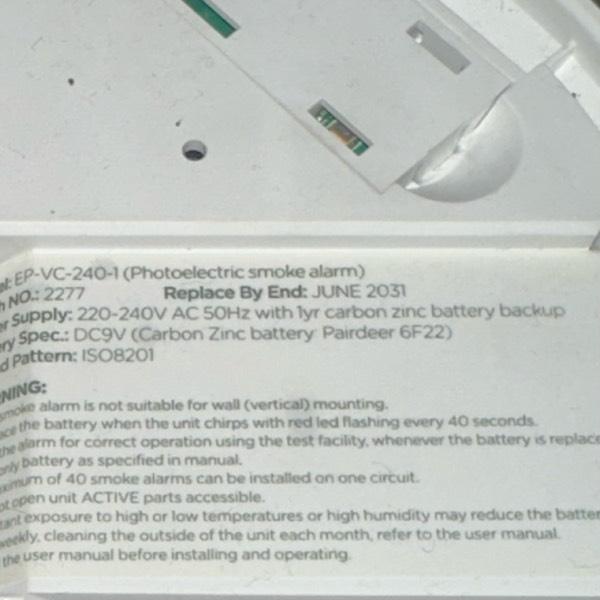 EP-VC-240-1 (Photoelectric smoke alarm)
NO.: 2277 Replace By End: JUNE 2031
Supply: 220-240V AC 50Hz with 1yr carbon zinc battery backup
Spec.: DC9V (Carbon Zinc battery Pairdeer 6F22)
Pattern: ISO8201
NING:
smoke alarm is not suitable for wall (vertical) mounting.
the battery when the unit chirps with red led flashing every 40 seconds.
the alarm for correct operation using the test facility, whenever the battery is replace
only battery as specified in manual.
ximum of 40 smoke alarms can be installed on one circuit.
ot open unit ACTIVE parts accessible.
tant exposure to high or low temperatures or high humidity may reduce the batter
weekly, cleaning the outside of the unit each month, refer to the user manual.
the user manual before installing and operating.